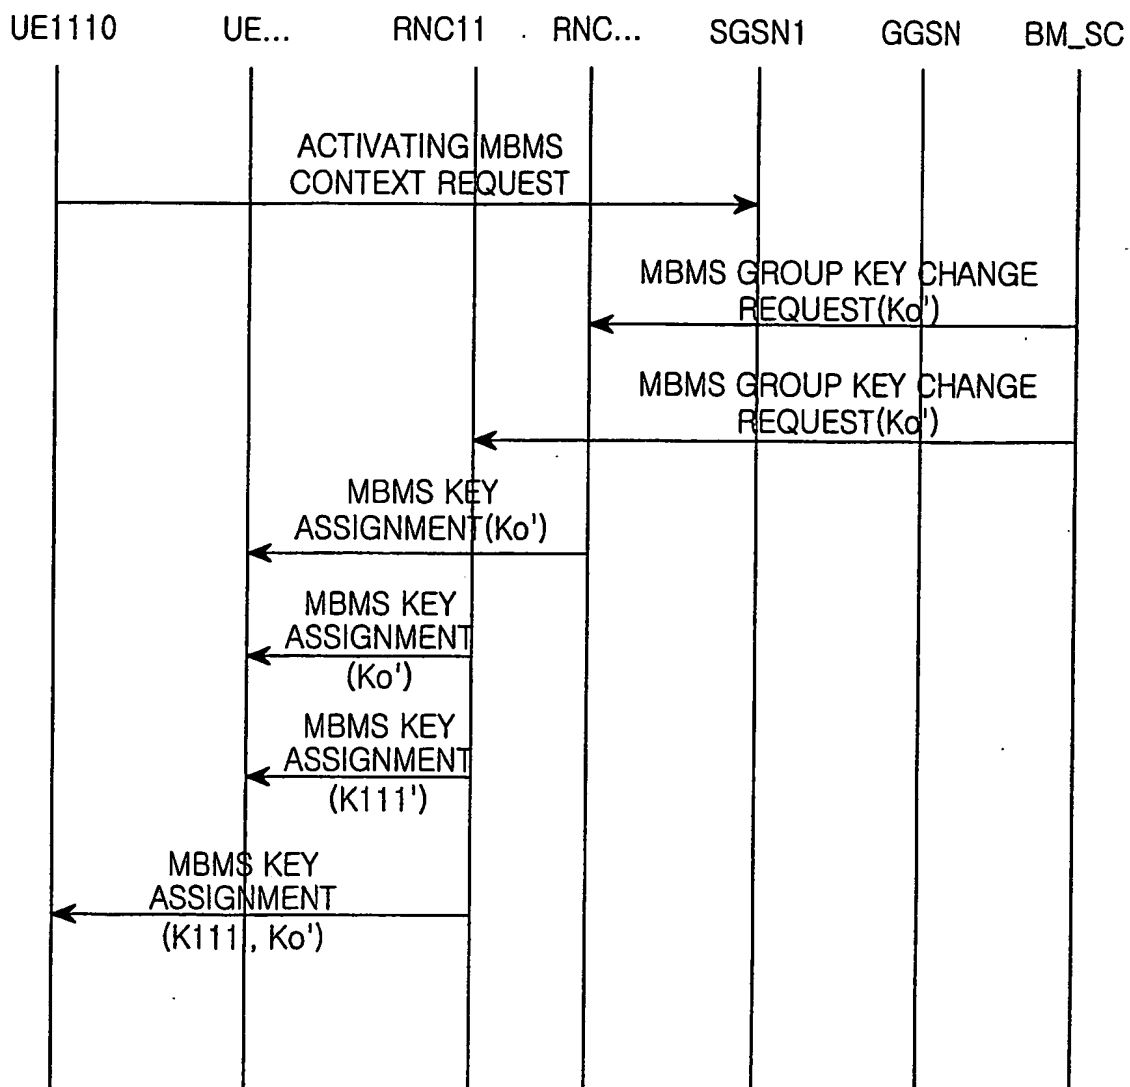 UE1110 UE... RNC11 RNC... SGSN1 GGSN BM_SC
ACTIVATING MBMS
CONTEXT REQUEST
MBMS GROUP KEY CHANGE
REQUEST(Ko')
MBMS GROUP KEY CHANGE
REQUEST(Ko')
MBMS KEY
ASSIGNMENT(Ko')
MBMS KEY
ASSIGNMENT
(Ko')
MBMS KEY
ASSIGNMENT
(K111')
MBMS KEY
ASSIGNMENT
(K111, Ko')